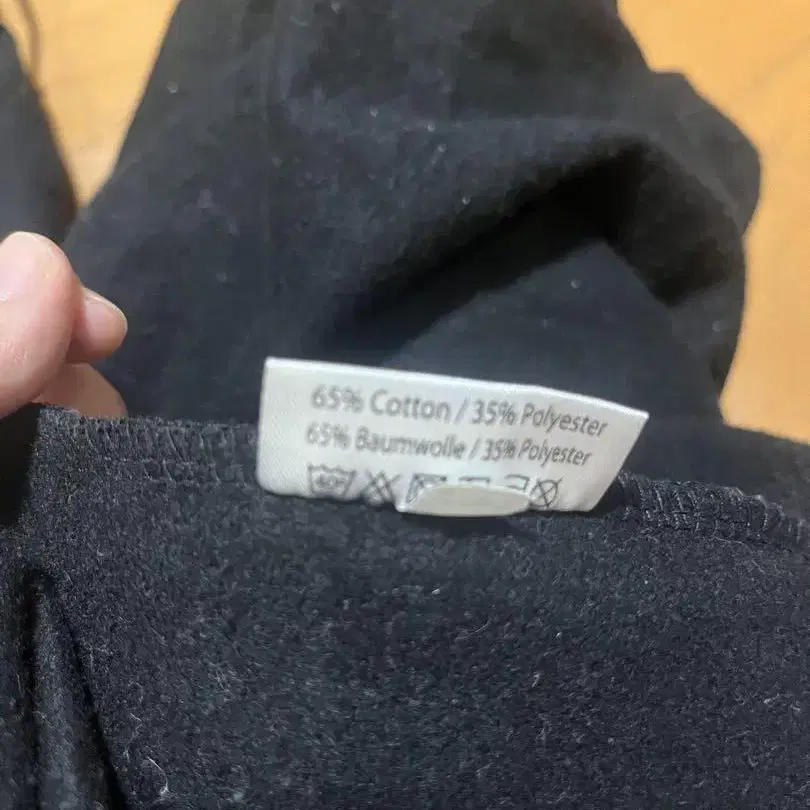 65% Cotton / 35% Polyester
65% Baumwolle / 35% Polyester